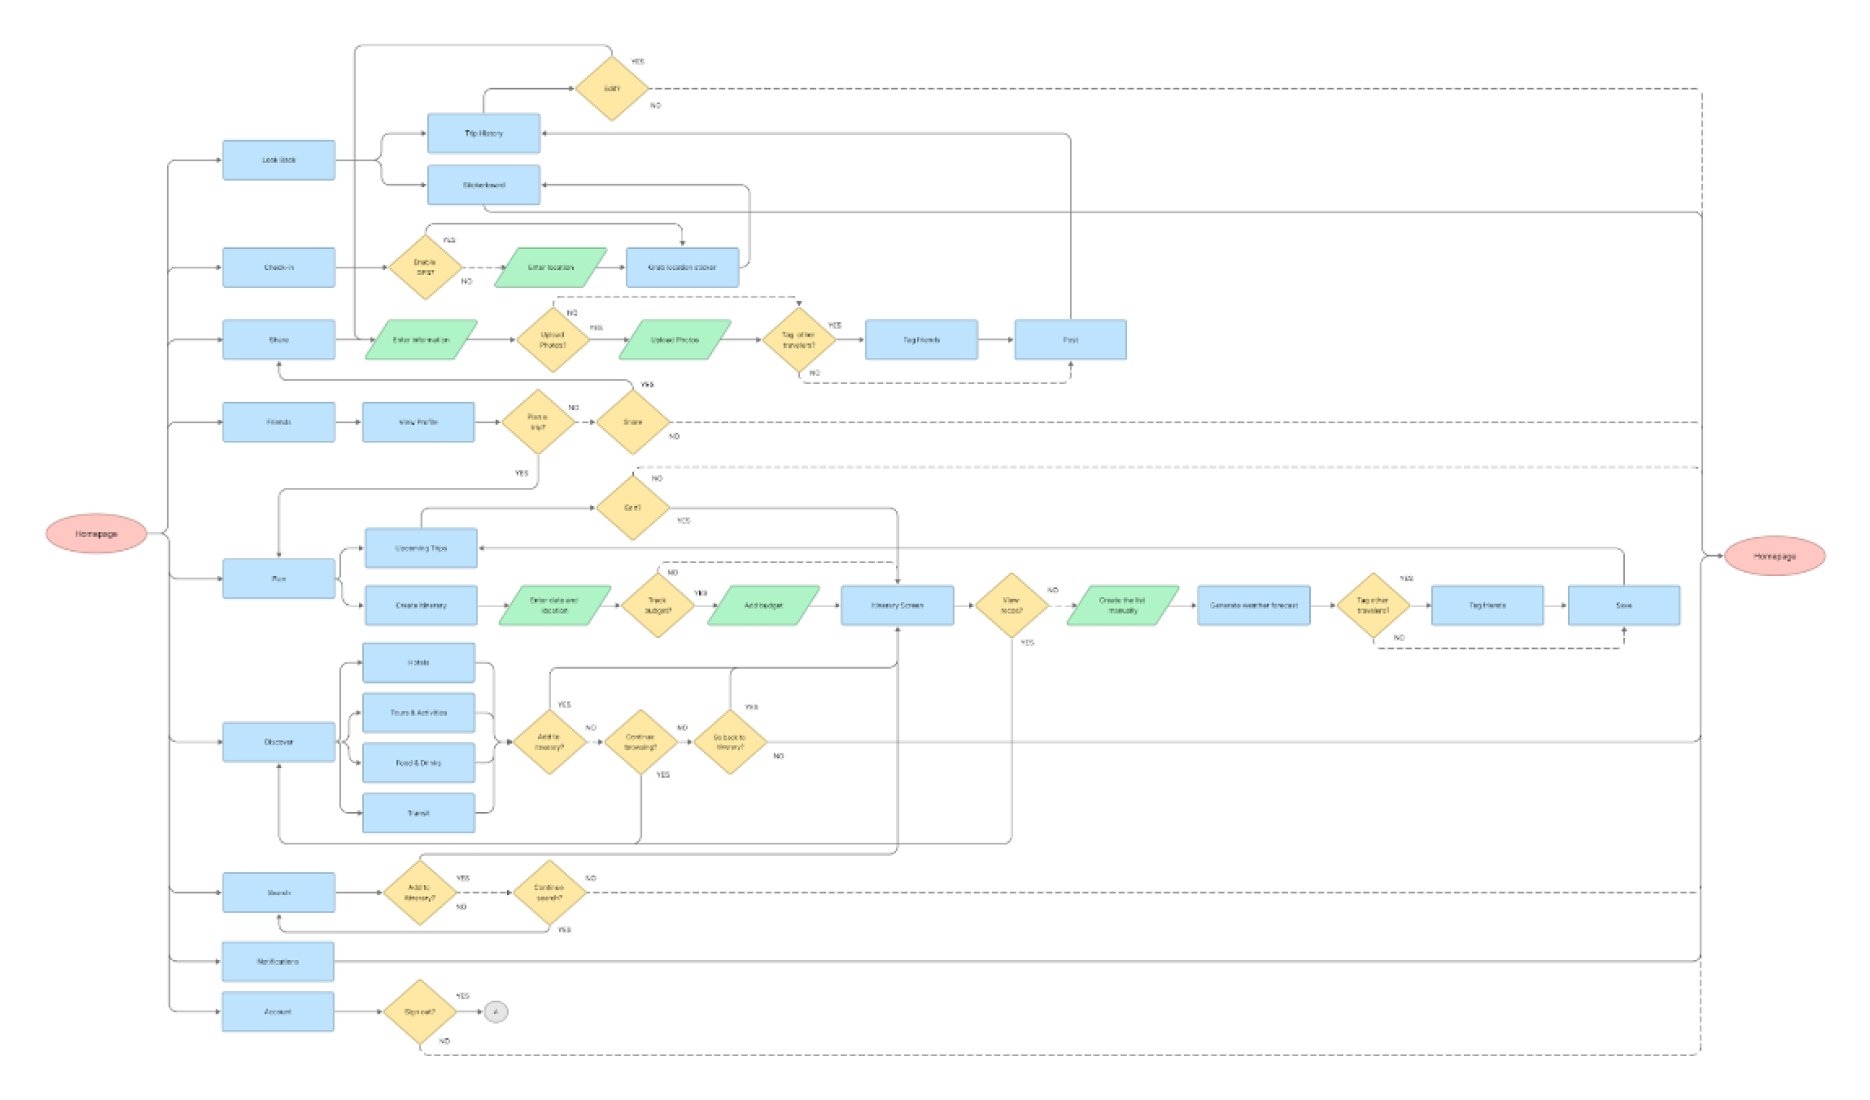 YES
Edit?
NO
Trip History
Look Back
Stickerboard
YES
Check-in
Enable
GPS?
NO
Enter location
Grab location sticker
NO
Share
Enter information
Upload
Photos?
YES
Upload Photos
Tag other
travelers?
YES
Tag friends
Post
NO
YES
Friends
View Profile
Plan a
trip?
NO
Share
NO
YES
NO
Edit?
YES
Homepage
Upcoming Trips
Homepage
Plan
NO
YES
Create Itinerary
Enter date and
location
Track
budget?
YES
Add budget
Itinerary Screen
View
recos?
NO
Create the list
manually
Generate weather forecast
Tag other
travelers?
YES
Tag friends
Save
NO
YES
Hotels
Tours & Activities
YES
YES
Discover
Add to
itinerary?
NO
Continue
browsing?
NO
Go back to
itinerary?
NO
Food & Drinks
YES
Transit
Search
Add to
itinerary?
YES
NO
Continue
search?
NO
YES
Notifications
Account
Sign out?
YES
A
NO